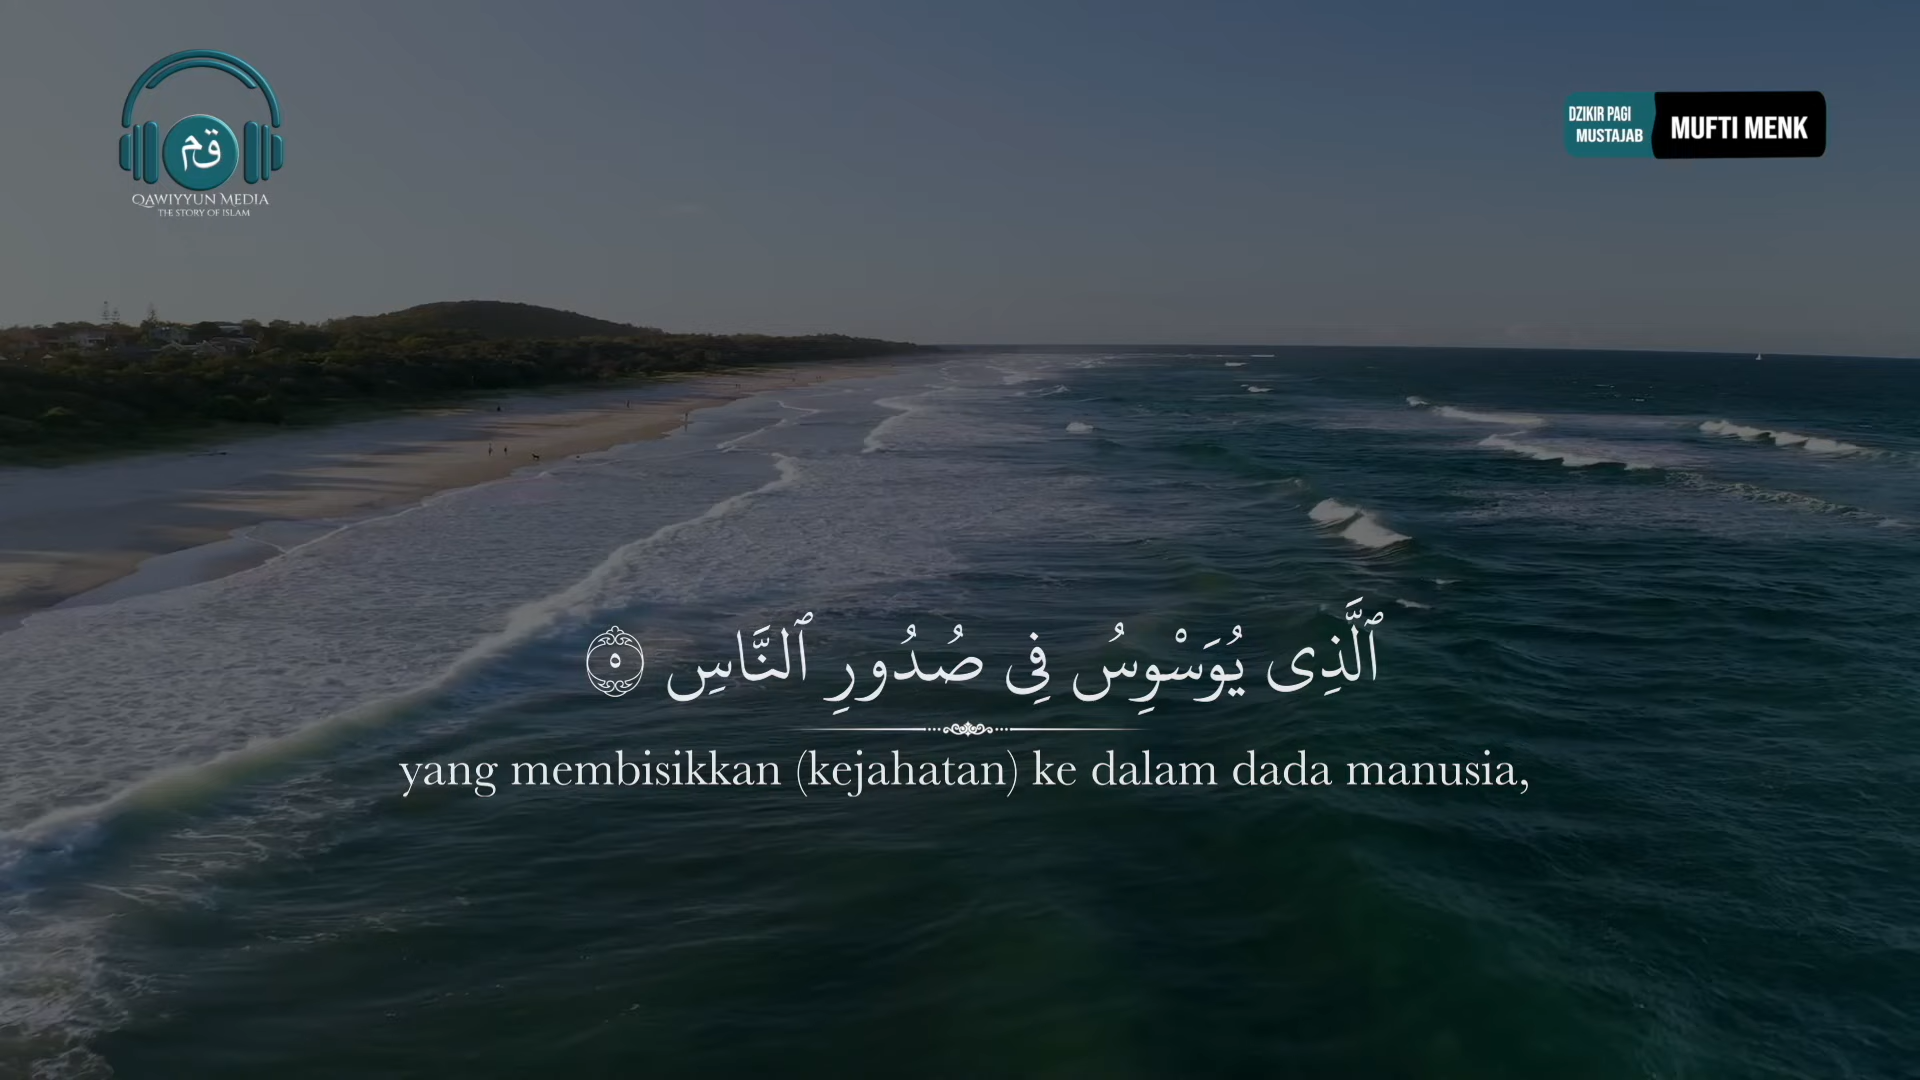 قم
QAWIYYUN MEDIA
THE STORY OF ISLAM
DZIKIR PAGI
MUSTAJAB
MUFTI MENK
ٱلَّذِى يُوَسْوِسُ فِى صُدُورِ ٱلنَّاسِ ٥
yang membisikkan (kejahatan) ke dalam dada manusia,